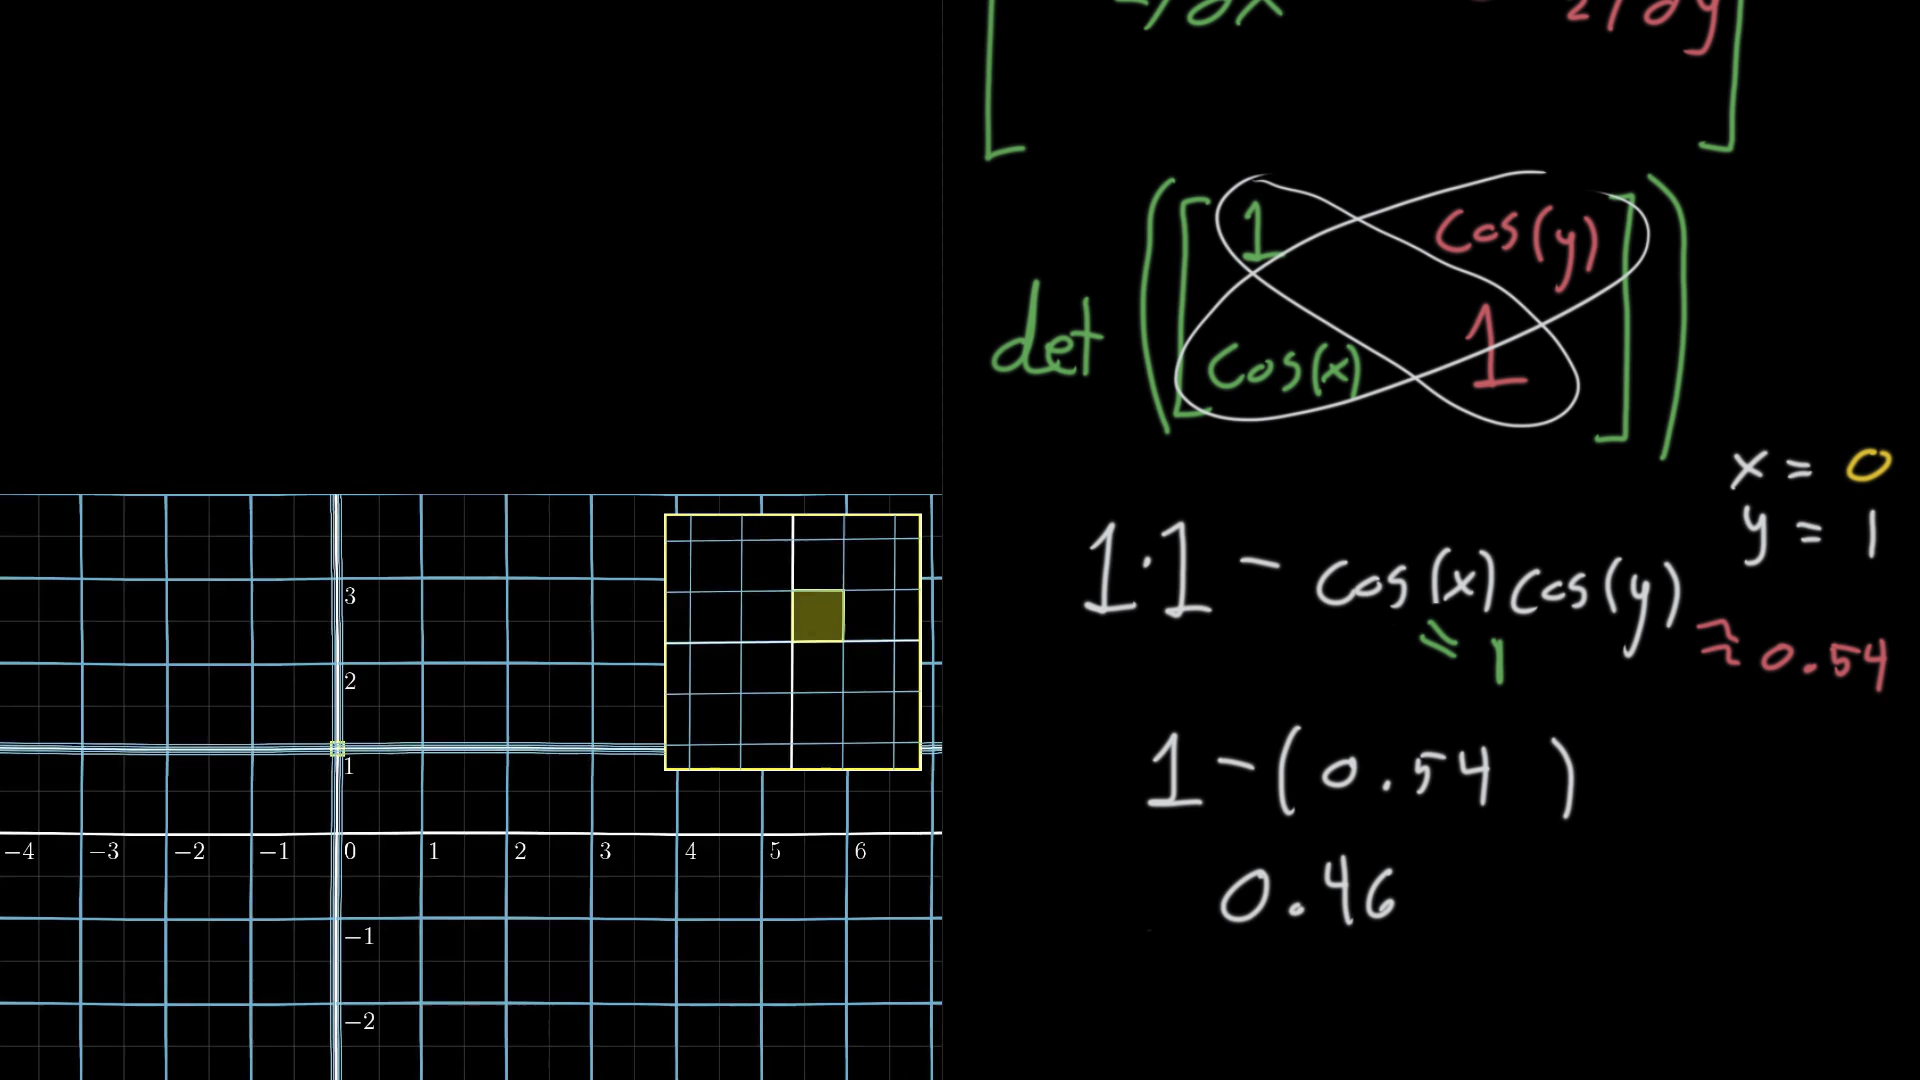 det ([ 1 cos(y)
cos(x) 1 ])
x = 0
y = 1
1·1 - cos(x)cos(y)
= 1 ≈ 0.54
1 - (0.54 )
0.46
3
2
1
-4 -3 -2 -1 0 1 2 3 4 5 6
-1
-2